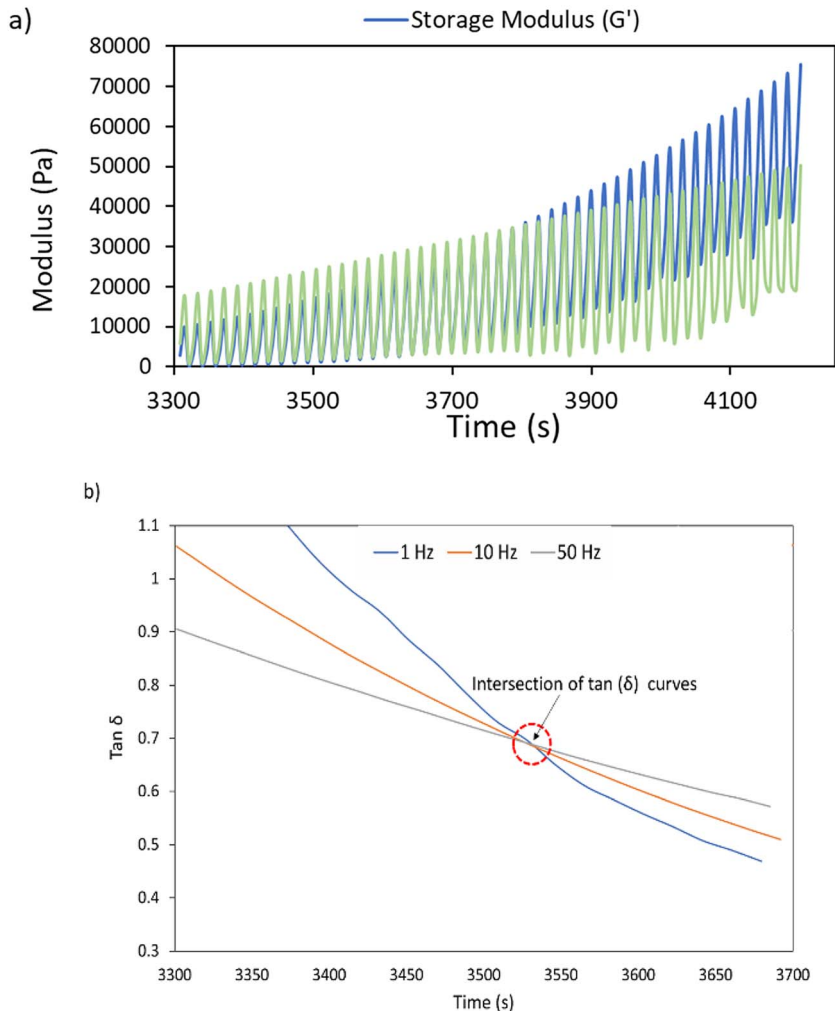 a)
Storage Modulus (G')
80000
70000
60000
50000
40000
30000
20000
10000
0
Modulus (Pa)
3300 3500 3700 3900 4100
Time (s)
b)
1.1
1
0.9
0.8
0.7
0.6
0.5
0.4
0.3
Tan δ
1 Hz 10 Hz 50 Hz
Intersection of tan (δ) curves
3300 3350 3400 3450 3500 3550 3600 3650 3700
Time (s)